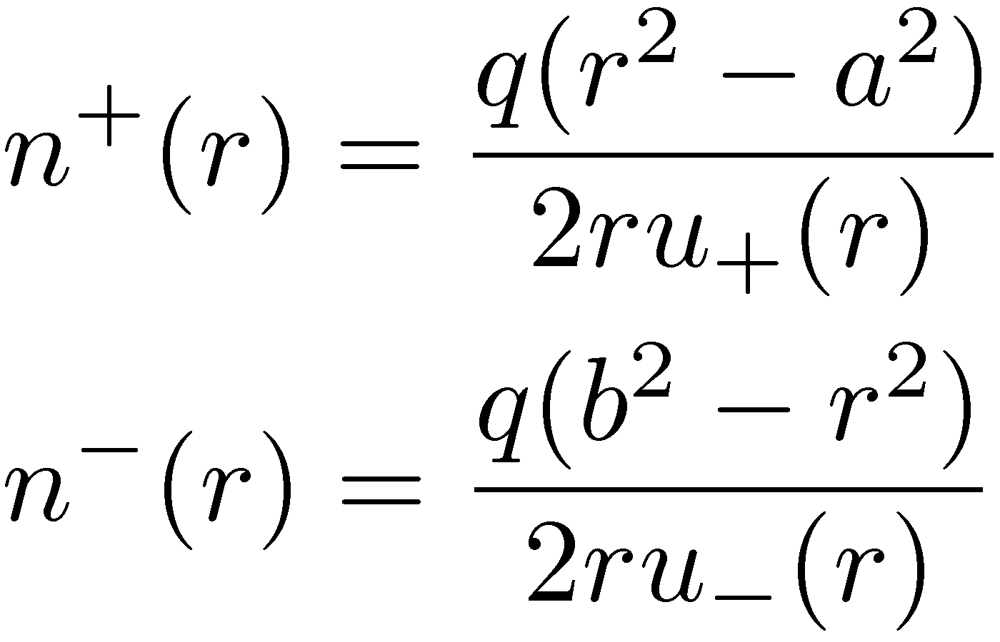 n^+(r) = \frac{q(r^2 - a^2)}{2ru_+(r)}
n^-(r) = \frac{q(b^2 - r^2)}{2ru_-(r)}